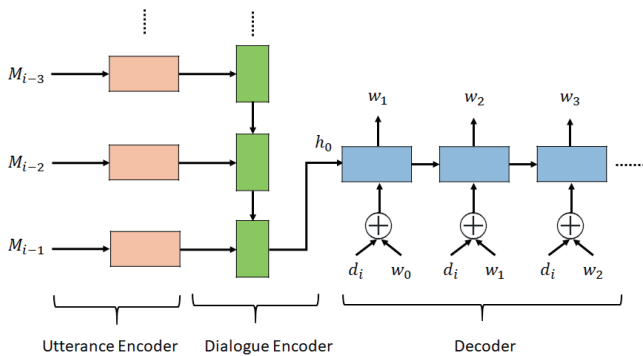 M_{i-3}
w_1 w_2 w_3
h_0
M_{i-2}
M_{i-1}
d_i w_0 d_i w_1 d_i w_2
Utterance Encoder Dialogue Encoder Decoder